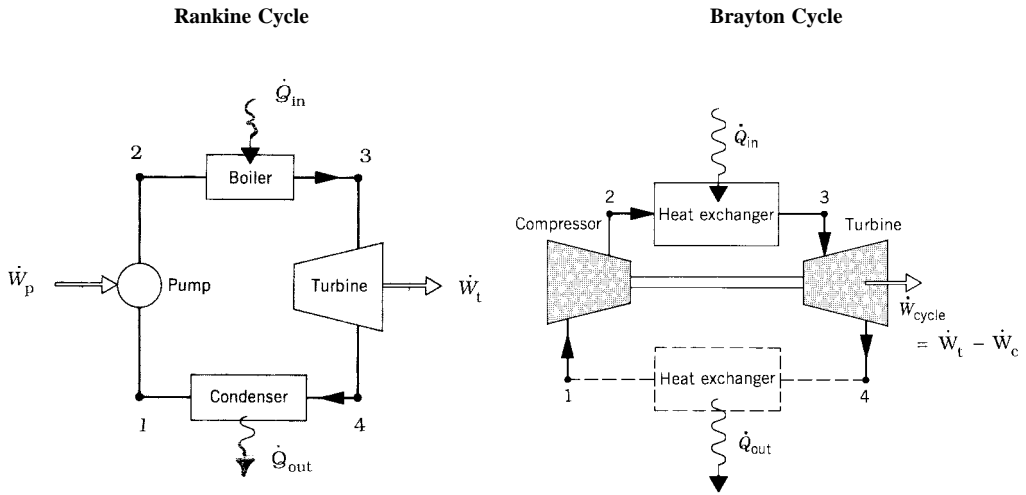 Rankine Cycle
Q̇in
2
3
Boiler
Ẇp
Pump
Turbine
Ẇt
Condenser
1
4
Q̇out
Brayton Cycle
Q̇in
2
3
Heat exchanger
Compressor
Turbine
Ẇcycle
= Ẇt − Ẇc
Heat exchanger
1
4
Q̇out